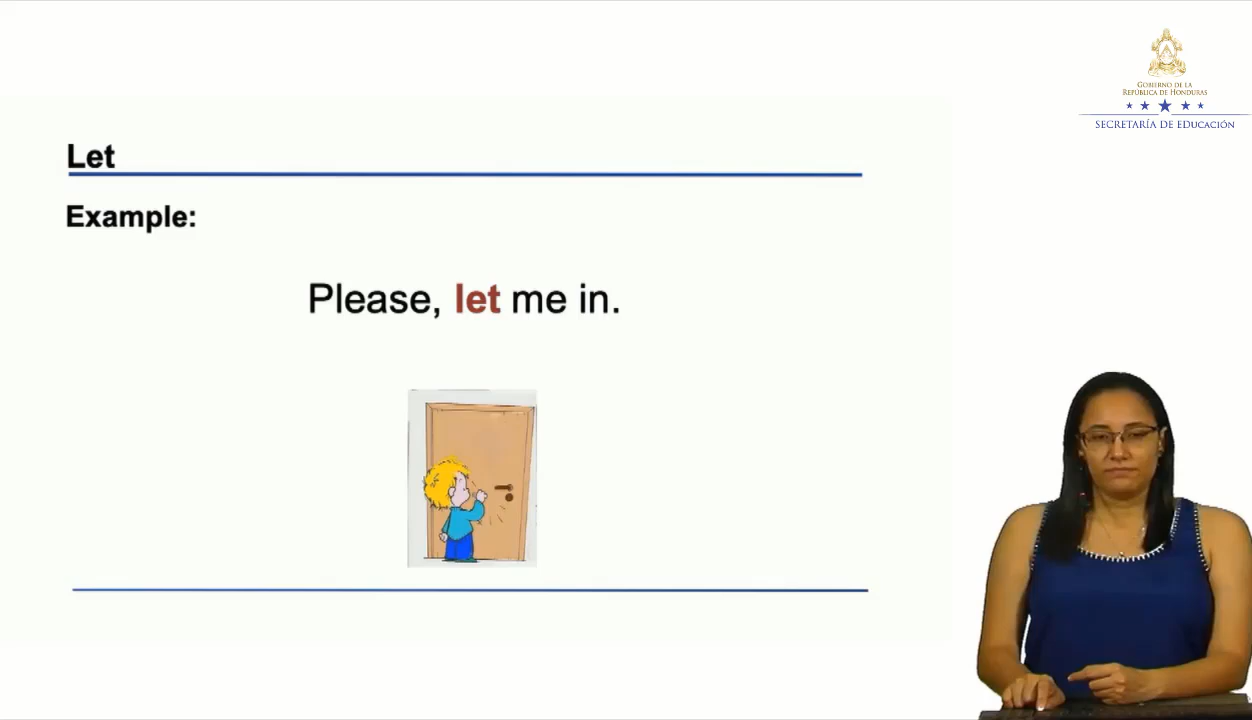 GOBIERNO DE LA
REPÚBLICA DE HONDURAS
SECRETARÍA DE EDUCACIÓN
Let
Example:
Please, let me in.